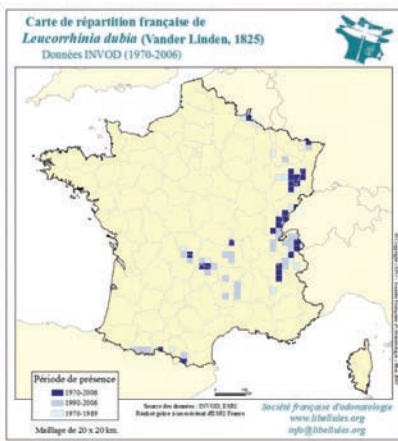 Carte de répartition française de
Leucorrhinia dubia (Vander Linden, 1825)
Données INVOD (1970-2006)
Période de présence
1970-2006
1990-2006
1970-1989
Maillage de 20 x 20 km.
Source des données : INVOD, ESRI
Société française d'odonatologie
www.libellules.org
info@libellules.org